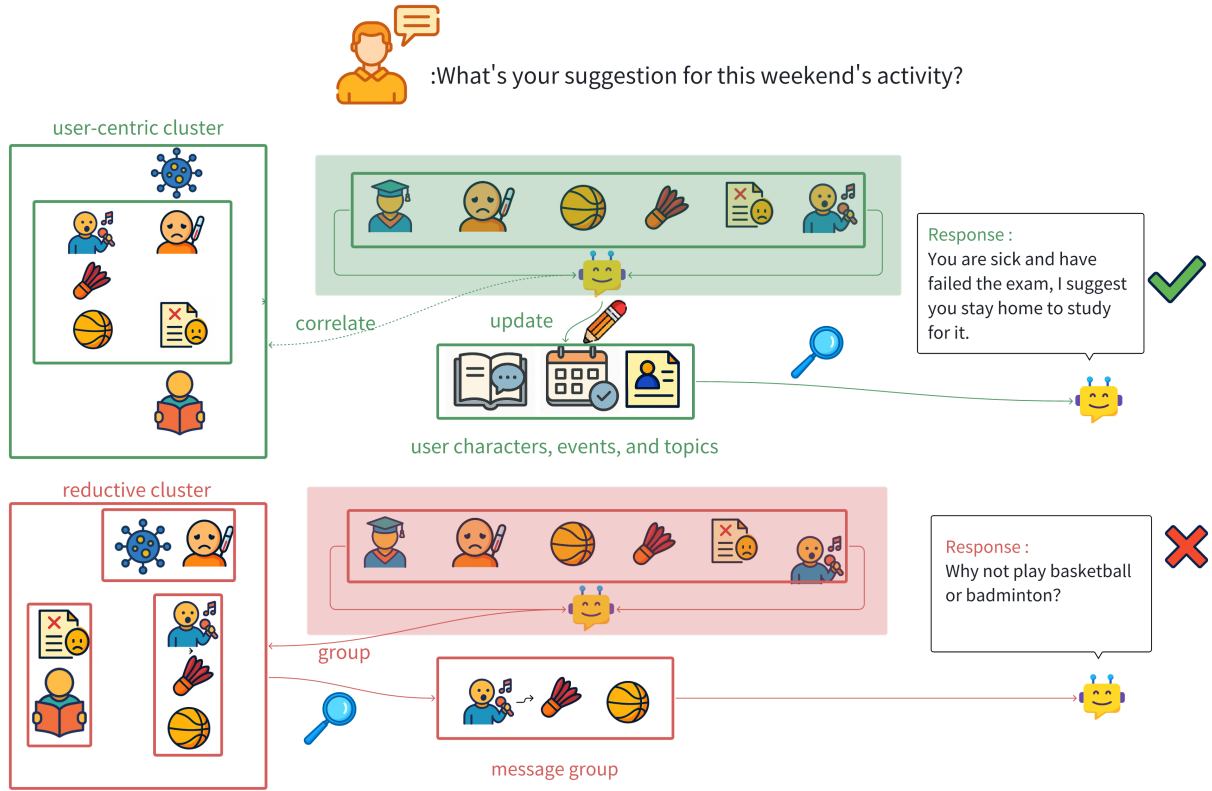 :What's your suggestion for this weekend's activity?
user-centric cluster
Response :
You are sick and have
failed the exam, I suggest
you stay home to study
for it.
correlate
update
user characters, events, and topics
reductive cluster
Response :
Why not play basketball
or badminton?
group
message group